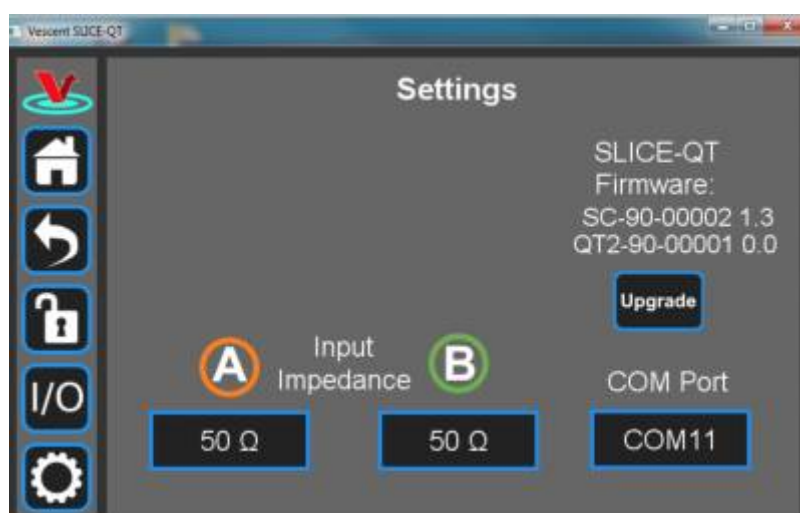 Vescent SLICE-QT
Settings
SLICE-QT
Firmware:
SC-90-00002 1.3
QT2-90-00001 0.0
Upgrade
A
Input
Impedance
B
I/O
COM Port
50 Ω
50 Ω
COM11